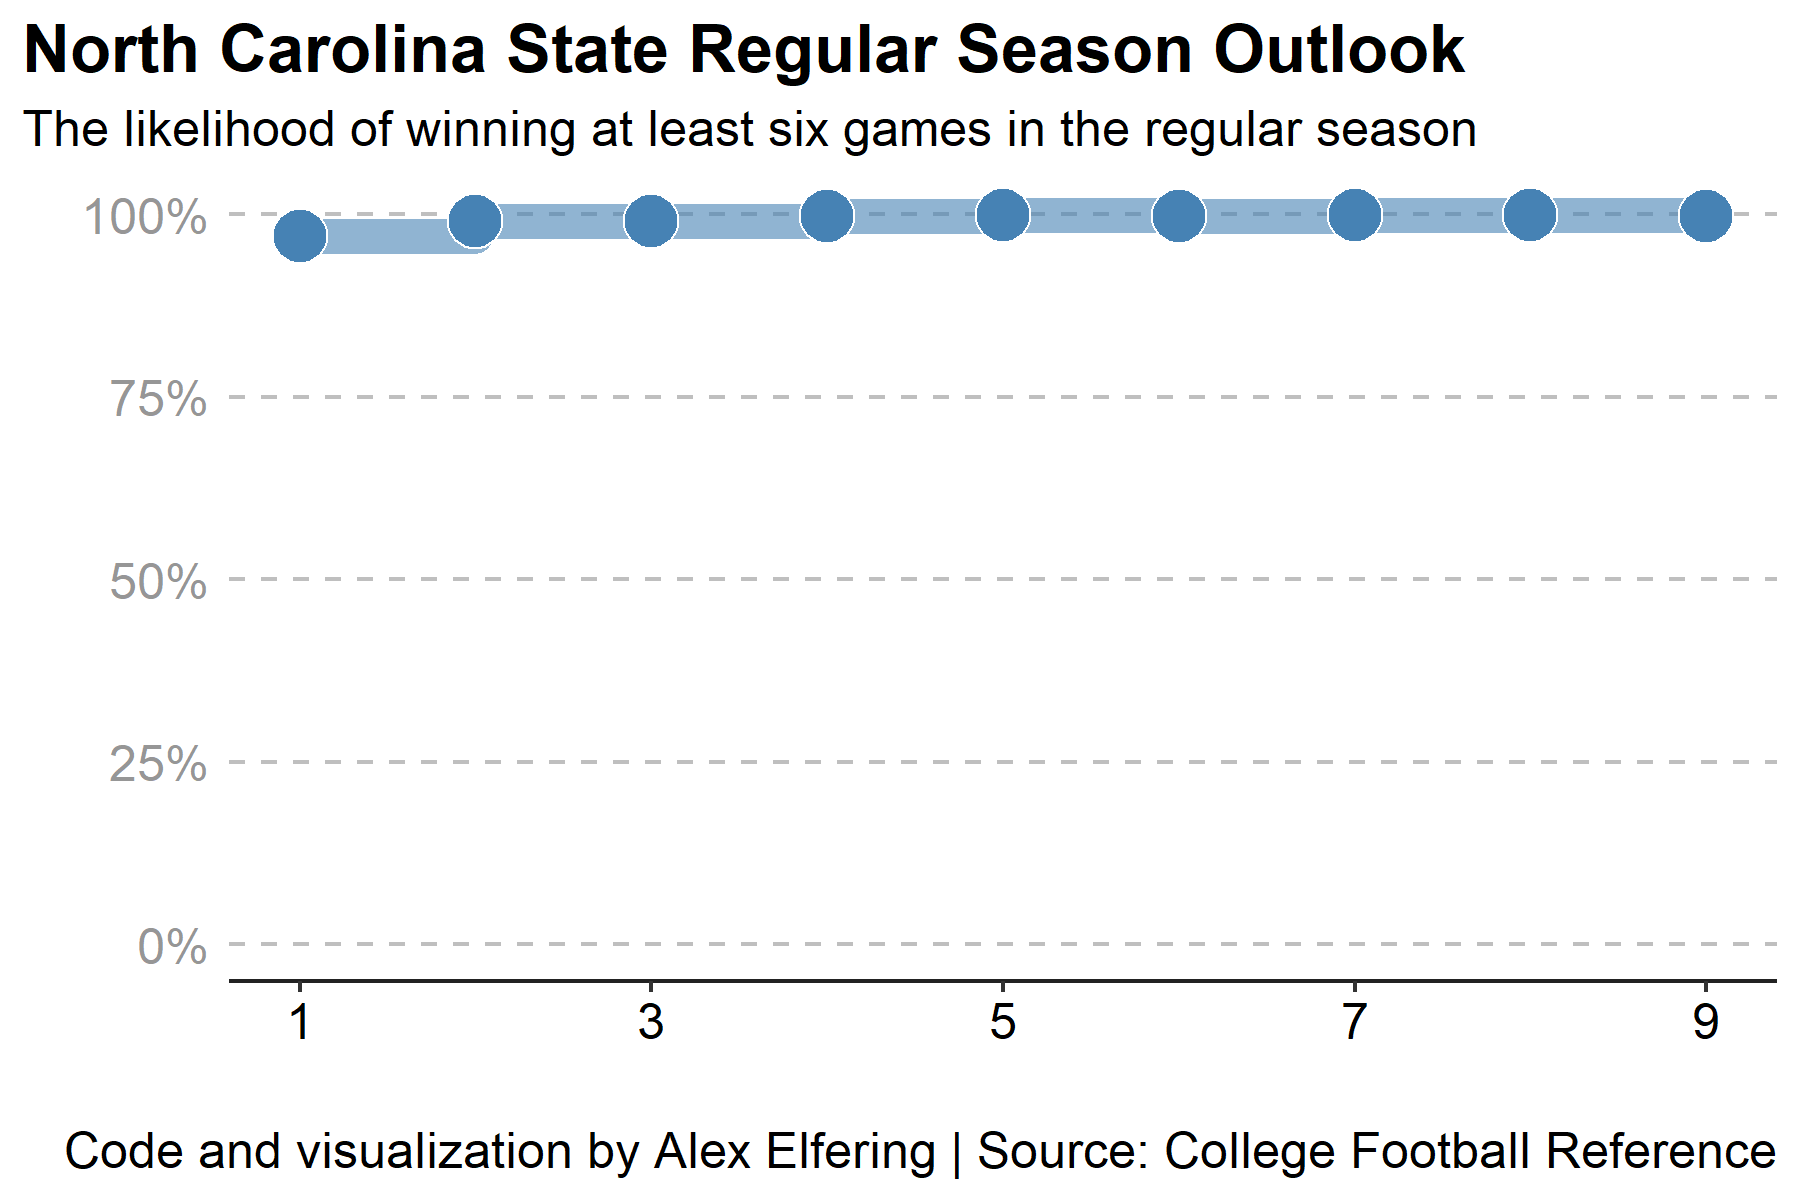 North Carolina State Regular Season Outlook
The likelihood of winning at least six games in the regular season
100%
75%
50%
25%
0%
1 3 5 7 9
Code and visualization by Alex Elfering | Source: College Football Reference